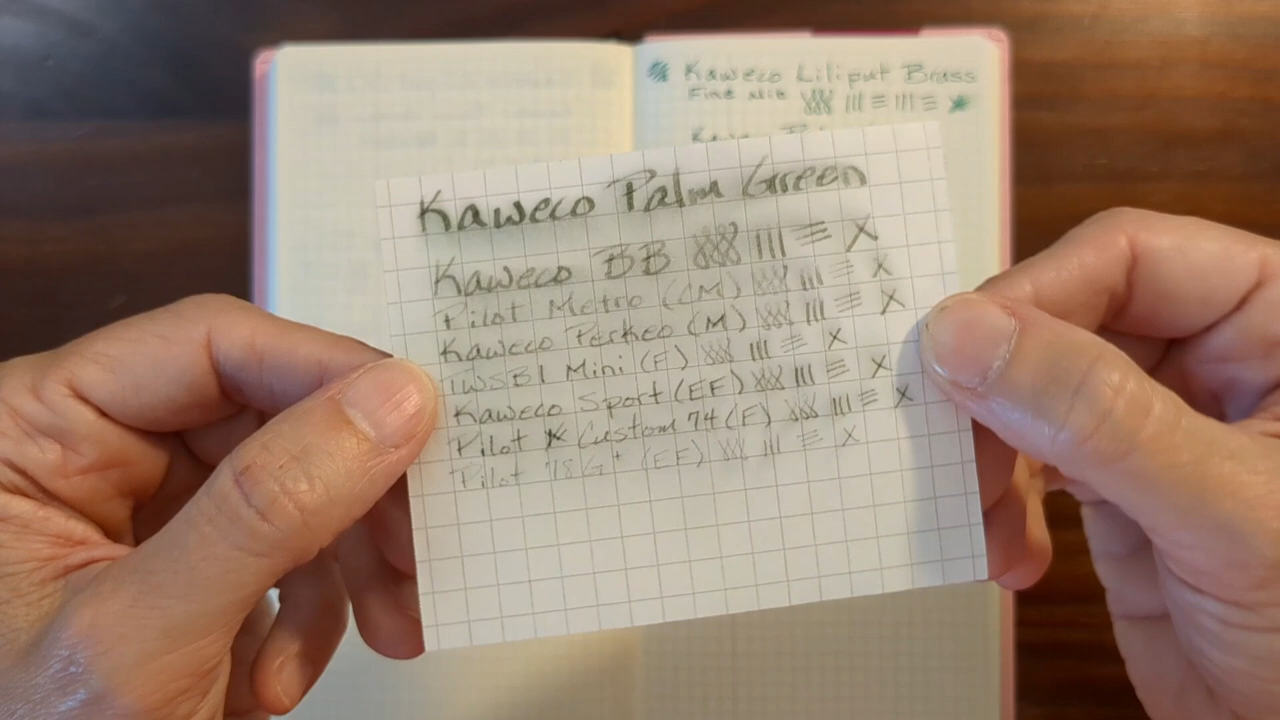 Kaweco Liliput Brass
Fine Nib
Kaweco Palm Green
Kaweco BB
Pilot Metro (CM)
Kaweco Perkeo (M)
TWSBI Mini (F)
Kaweco Sport (EF)
Pilot Custom 74 (F)
Pilot 78G+ (EF)